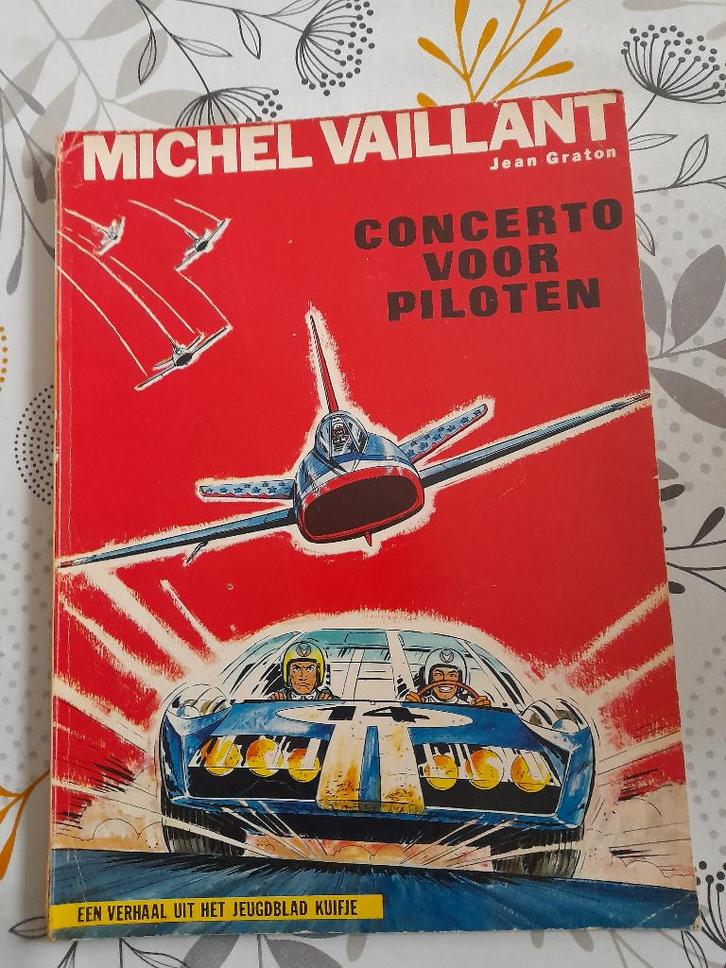 MICHEL VAILLANT
Jean Graton
CONCERTO
VOOR
PILOTEN
14
EEN VERHAAL UIT HET JEUGDBLAD KUIFJE